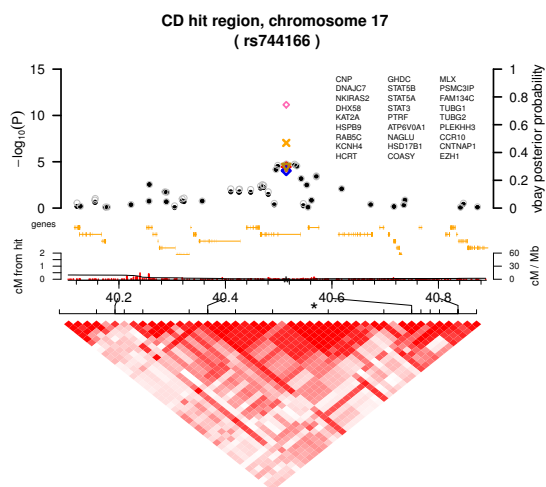 CD hit region, chromosome 17
( rs744166 )
15
10
5
0
−log10(P)
1
0.8
0.6
0.4
0.2
0
vbay posterior probability
CNP GHDC MLX
DNAJC7 STAT5B PSMC3IP
NKIRAS2 STAT5A FAM134C
DHX58 STAT3 TUBG1
KAT2A PTRF TUBG2
HSPB9 ATP6V0A1 PLEKHH3
RAB5C NAGLU CCR10
KCNH4 HSD17B1 CNTNAP1
HCRT COASY EZH1
genes
cM from hit
2
1
0
60
30
0
cM / Mb
40.2 40.4 40.6 40.8
*